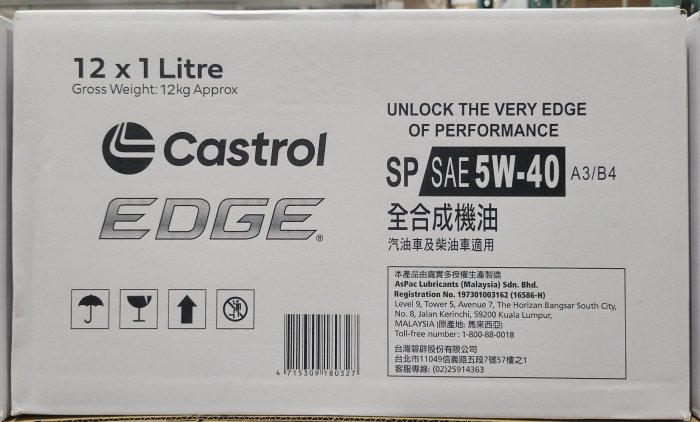 12 x 1 Litre
Gross Weight: 12kg Approx
Castrol
EDGE®
UNLOCK THE VERY EDGE
OF PERFORMANCE
SP SAE 5W-40 A3/B4
全合成機油
汽油車及柴油車適用
本產品由嘉實多授權生產製造
AsPac Lubricants (Malaysia) Sdn. Bhd.
Registration No. 197301003162 (16586-H)
Level 9, Tower 5, Avenue 7, The Horizan Bangsar South City,
No. 8, Jalan Kerinchi, 59200 Kuala Lumpur,
MALAYSIA (原產地: 馬來西亞)
Toll-free number: 1-800-88-0018
台灣碧辟股份有限公司
台北市11049信義路五段7號57樓之1
客服專線: (02)25914363
4 715309 180327